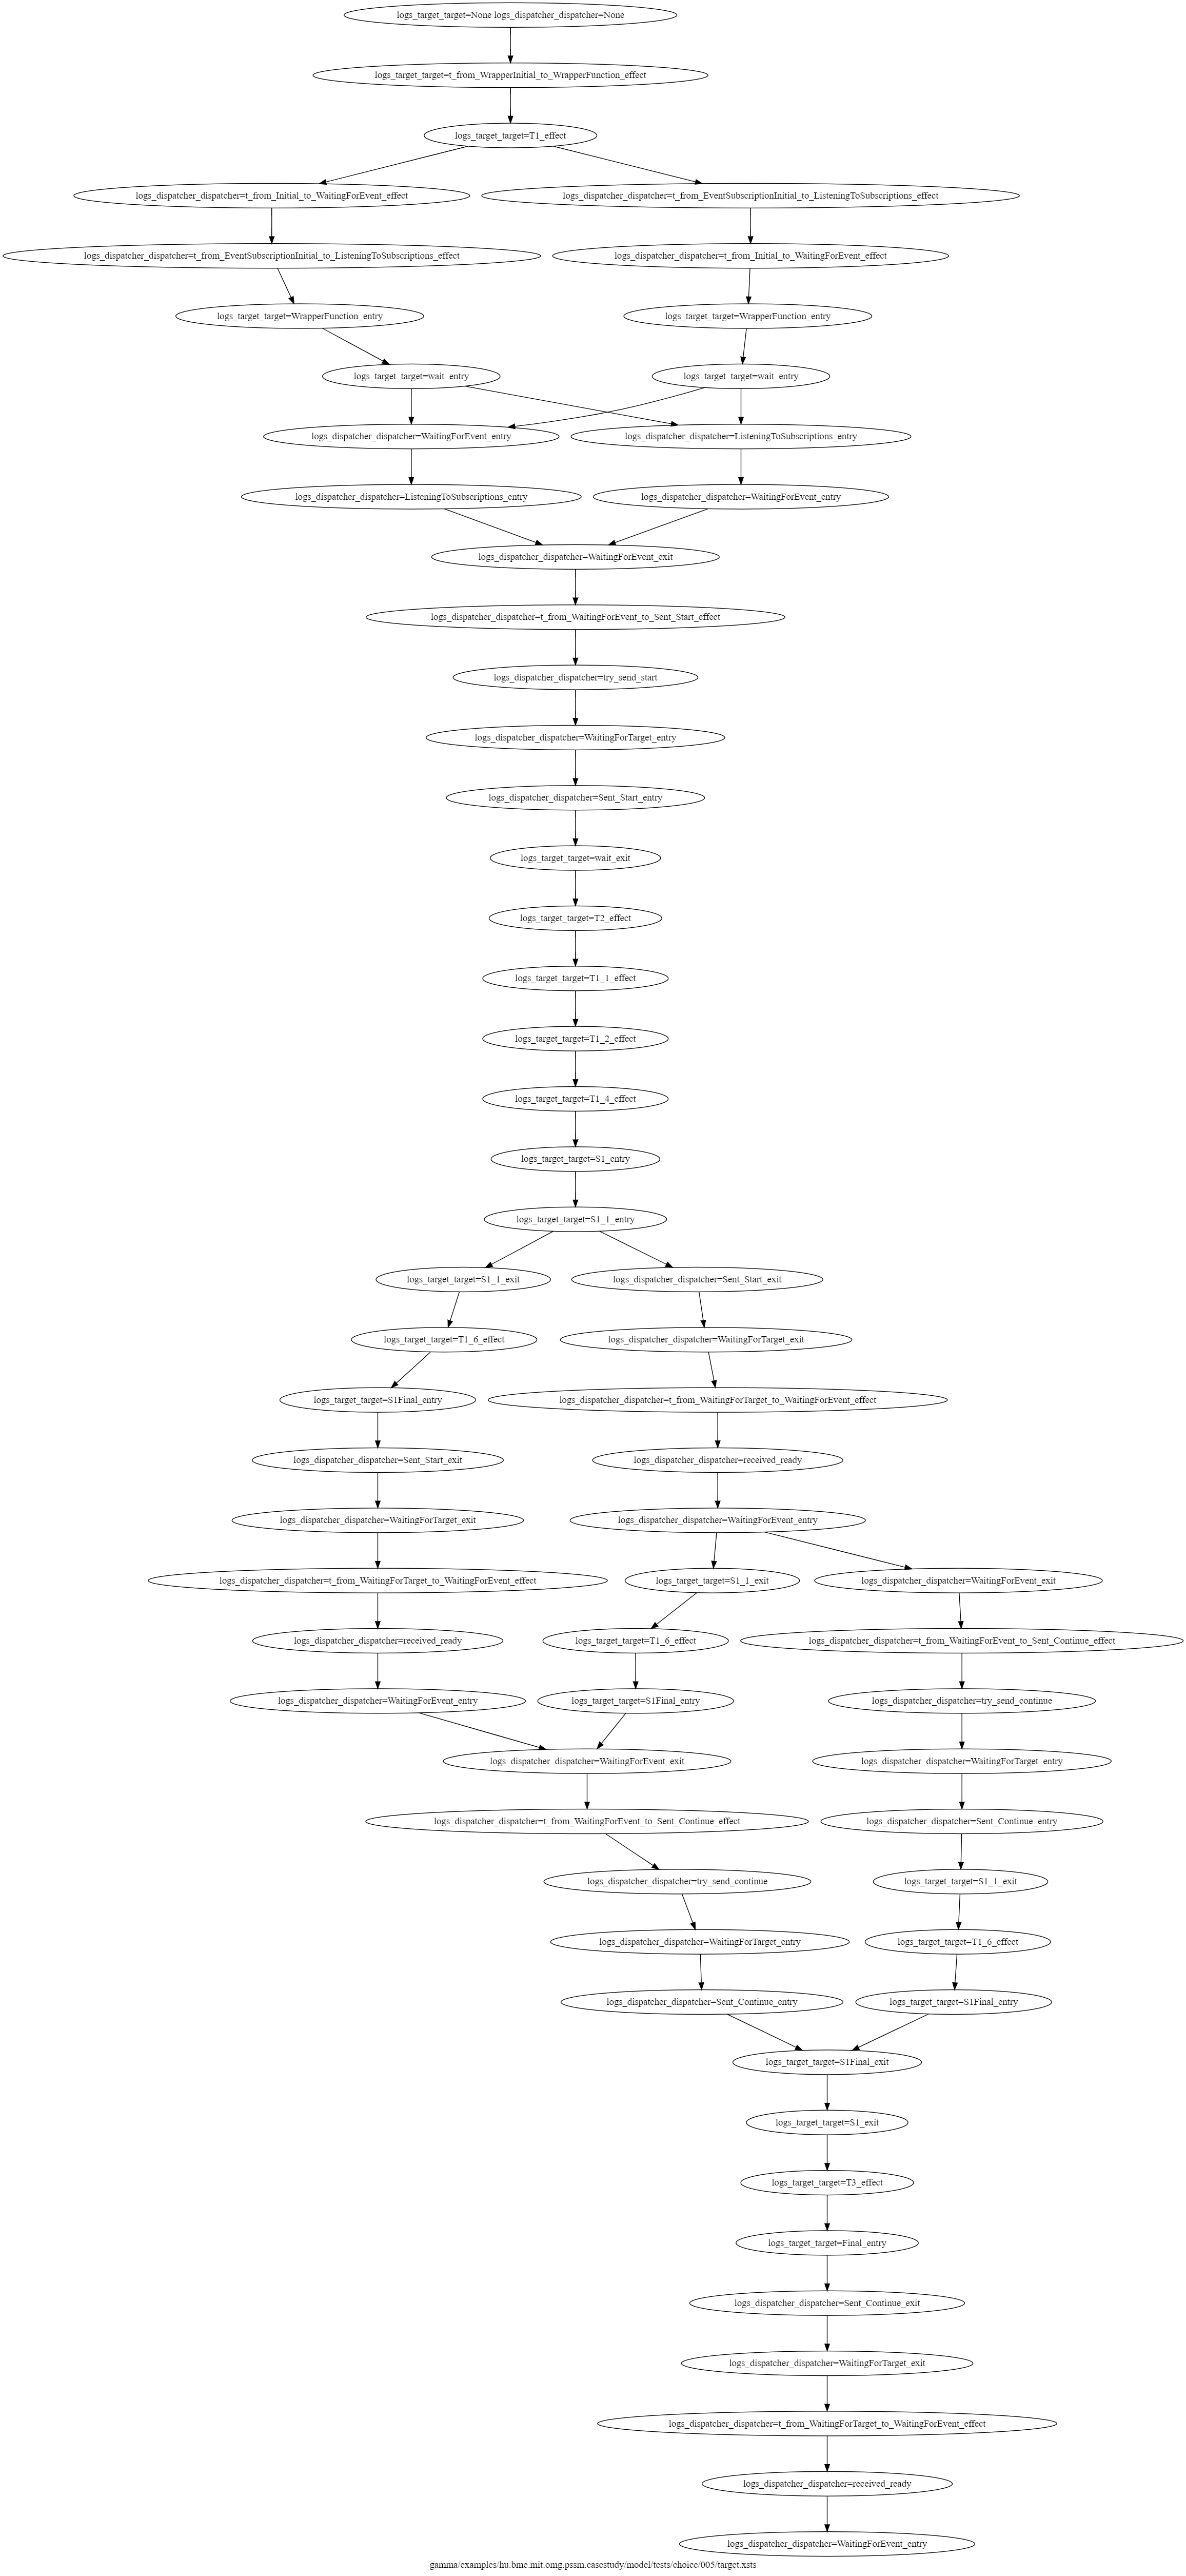 logs_target_target=None logs_dispatcher_dispatcher=None
logs_target_target=t_from_WrapperInitial_to_WrapperFunction_effect
logs_target_target=T1_effect
logs_dispatcher_dispatcher=t_from_Initial_to_WaitingForEvent_effect
logs_dispatcher_dispatcher=t_from_EventSubscriptionInitial_to_ListeningToSubscriptions_effect
logs_dispatcher_dispatcher=t_from_EventSubscriptionInitial_to_ListeningToSubscriptions_effect
logs_dispatcher_dispatcher=t_from_Initial_to_WaitingForEvent_effect
logs_target_target=WrapperFunction_entry
logs_target_target=WrapperFunction_entry
logs_target_target=wait_entry
logs_target_target=wait_entry
logs_dispatcher_dispatcher=WaitingForEvent_entry
logs_dispatcher_dispatcher=ListeningToSubscriptions_entry
logs_dispatcher_dispatcher=ListeningToSubscriptions_entry
logs_dispatcher_dispatcher=WaitingForEvent_entry
logs_dispatcher_dispatcher=WaitingForEvent_exit
logs_dispatcher_dispatcher=t_from_WaitingForEvent_to_Sent_Start_effect
logs_dispatcher_dispatcher=try_send_start
logs_dispatcher_dispatcher=WaitingForTarget_entry
logs_dispatcher_dispatcher=Sent_Start_entry
logs_target_target=wait_exit
logs_target_target=T2_effect
logs_target_target=T1_1_effect
logs_target_target=T1_2_effect
logs_target_target=T1_4_effect
logs_target_target=S1_entry
logs_target_target=S1_1_entry
logs_target_target=S1_1_exit
logs_dispatcher_dispatcher=Sent_Start_exit
logs_target_target=T1_6_effect
logs_dispatcher_dispatcher=WaitingForTarget_exit
logs_target_target=S1Final_entry
logs_dispatcher_dispatcher=t_from_WaitingForTarget_to_WaitingForEvent_effect
logs_dispatcher_dispatcher=Sent_Start_exit
logs_dispatcher_dispatcher=received_ready
logs_dispatcher_dispatcher=WaitingForTarget_exit
logs_dispatcher_dispatcher=WaitingForEvent_entry
logs_dispatcher_dispatcher=t_from_WaitingForTarget_to_WaitingForEvent_effect
logs_target_target=S1_1_exit
logs_dispatcher_dispatcher=WaitingForEvent_exit
logs_dispatcher_dispatcher=received_ready
logs_target_target=T1_6_effect
logs_dispatcher_dispatcher=t_from_WaitingForEvent_to_Sent_Continue_effect
logs_dispatcher_dispatcher=WaitingForEvent_entry
logs_target_target=S1Final_entry
logs_dispatcher_dispatcher=try_send_continue
logs_dispatcher_dispatcher=WaitingForEvent_exit
logs_dispatcher_dispatcher=WaitingForTarget_entry
logs_dispatcher_dispatcher=t_from_WaitingForEvent_to_Sent_Continue_effect
logs_dispatcher_dispatcher=Sent_Continue_entry
logs_dispatcher_dispatcher=try_send_continue
logs_target_target=S1_1_exit
logs_dispatcher_dispatcher=WaitingForTarget_entry
logs_target_target=T1_6_effect
logs_dispatcher_dispatcher=Sent_Continue_entry
logs_target_target=S1Final_entry
logs_target_target=S1Final_exit
logs_target_target=S1_exit
logs_target_target=T3_effect
logs_target_target=Final_entry
logs_dispatcher_dispatcher=Sent_Continue_exit
logs_dispatcher_dispatcher=WaitingForTarget_exit
logs_dispatcher_dispatcher=t_from_WaitingForTarget_to_WaitingForEvent_effect
logs_dispatcher_dispatcher=received_ready
logs_dispatcher_dispatcher=WaitingForEvent_entry
gamma/examples/hu.bme.mit.omg.pssm.casestudy/model/tests/choice/005/target.xsts